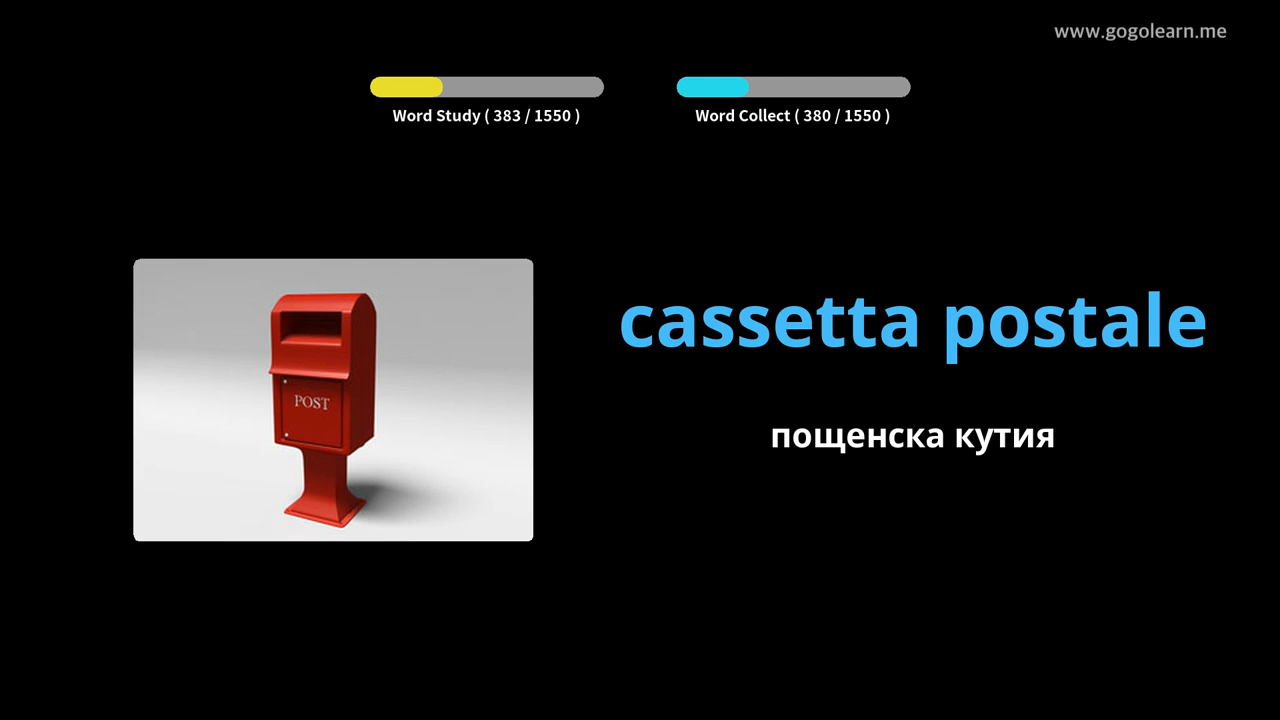 www.gogolearn.me
Word Study ( 383 / 1550 )
Word Collect ( 380 / 1550 )
POST
cassetta postale
пощенска кутия